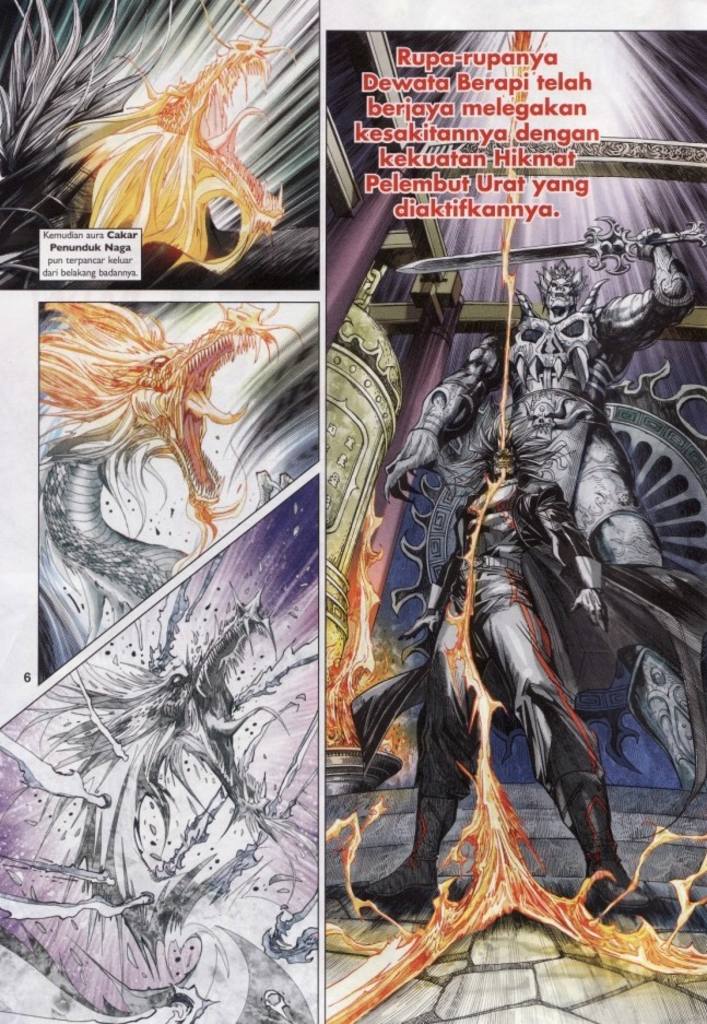 Kemudian aura Cakar
Penunduk Naga
pun terpancar keluar
dari belakang badannya.
Rupa-rupanya
Dewata Berapi telah
berjaya melegakan
kesakitannya dengan
kekuatan Hikmat
Pelembut Urat yang
diaktifkannya.
6